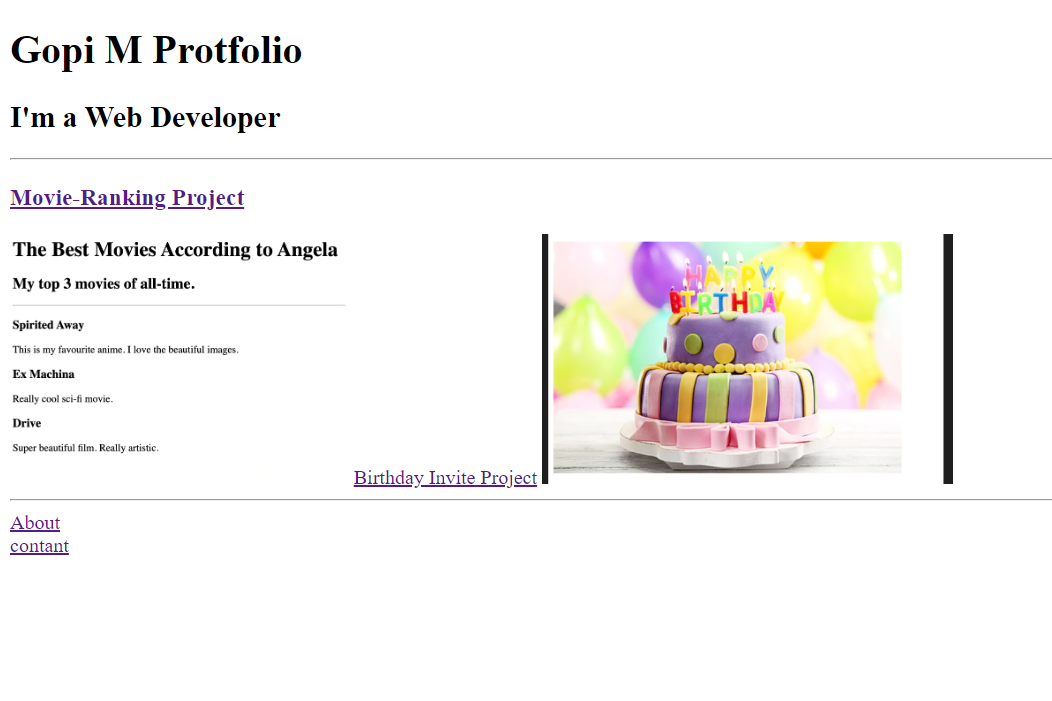 Gopi M Protfolio
I'm a Web Developer
Movie-Ranking Project
The Best Movies According to Angela
My top 3 movies of all-time.
Spirited Away
This is my favourite anime. I love the beautiful images.
Ex Machina
Really cool sci-fi movie.
Drive
Super beautiful film. Really artistic.
Birthday Invite Project
HAPPY
BIRTHDAY
About
contant